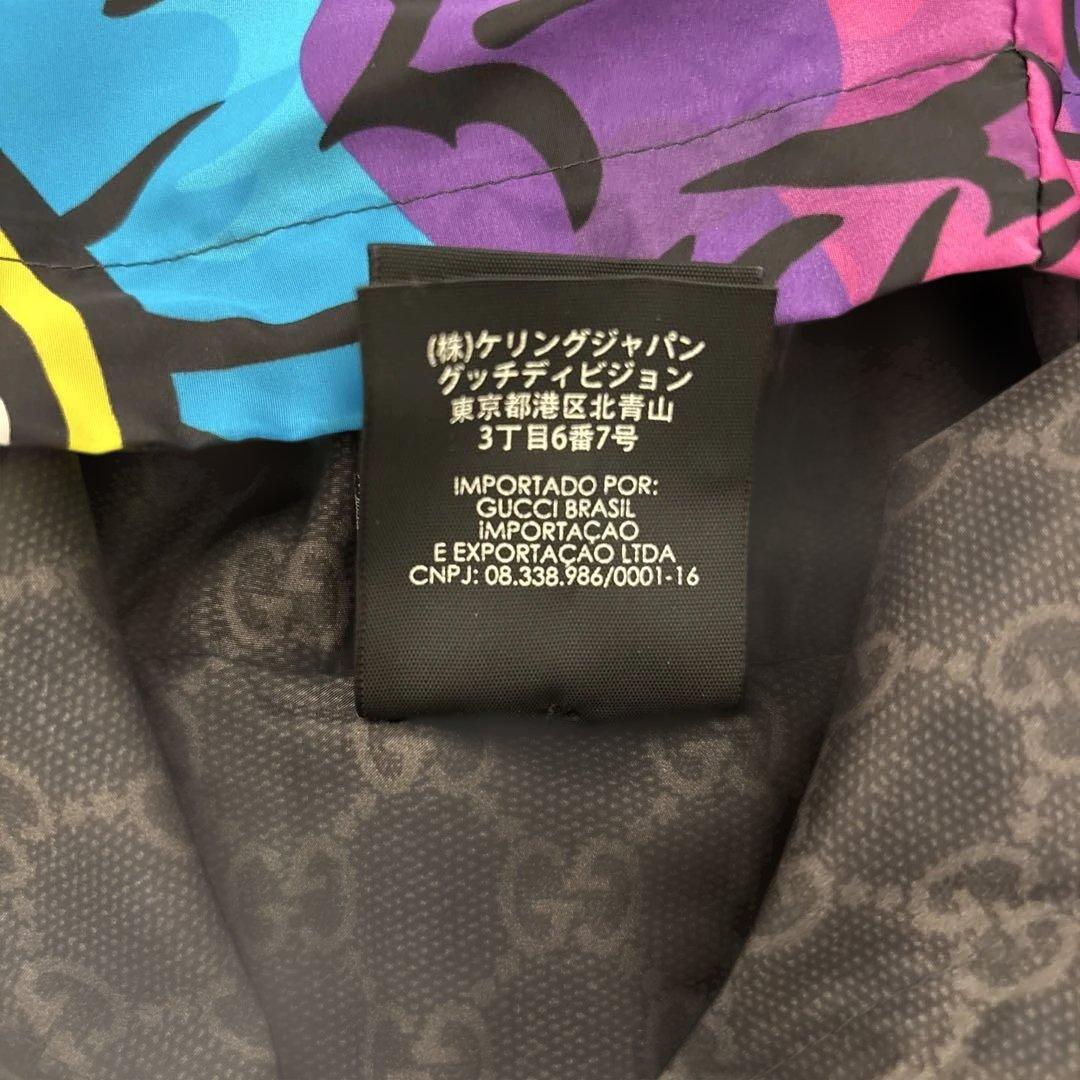 (株)ケリングジャパン
グッチディビジョン
東京都港区北青山
3丁目6番7号
IMPORTADO POR:
GUCCI BRASIL
IMPORTAÇAO
E EXPORTAÇAO LTDA
CNPJ: 08.338.986/0001-16